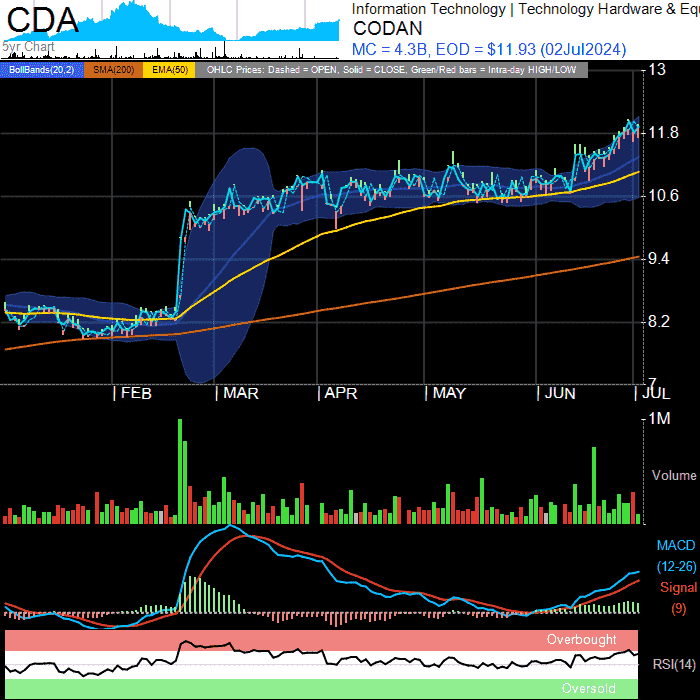 CDA
5yr Chart
Information Technology | Technology Hardware & Equ
CODAN
MC = 4.3B, EOD = $11.93 (02Jul2024)
BollBands(20,2) SMA(200) EMA(50) OHLC Prices: Dashed = OPEN, Solid = CLOSE, Green/Red bars = Intra-day HIGH/LOW
13
11.8
10.6
9.4
8.2
7
| FEB | MAR | APR | MAY | JUN | JUL
1M
Volume
MACD
(12-26)
Signal
(9)
Overbought
RSI(14)
Oversold